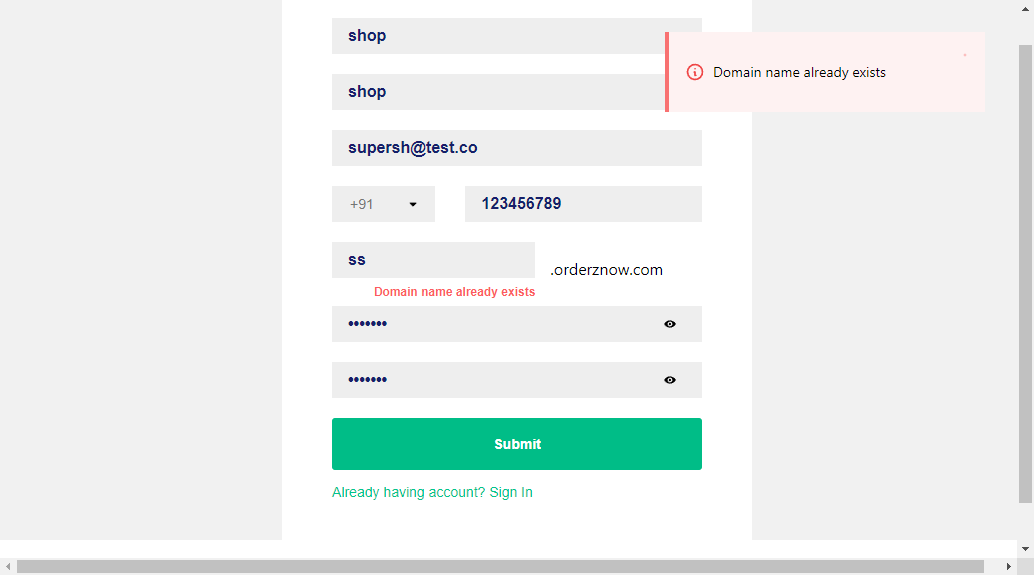 shop
Domain name already exists
shop
supersh@test.co
+91
123456789
ss
.orderznow.com
Domain name already exists
•••••••
•••••••
Submit
Already having account? Sign In